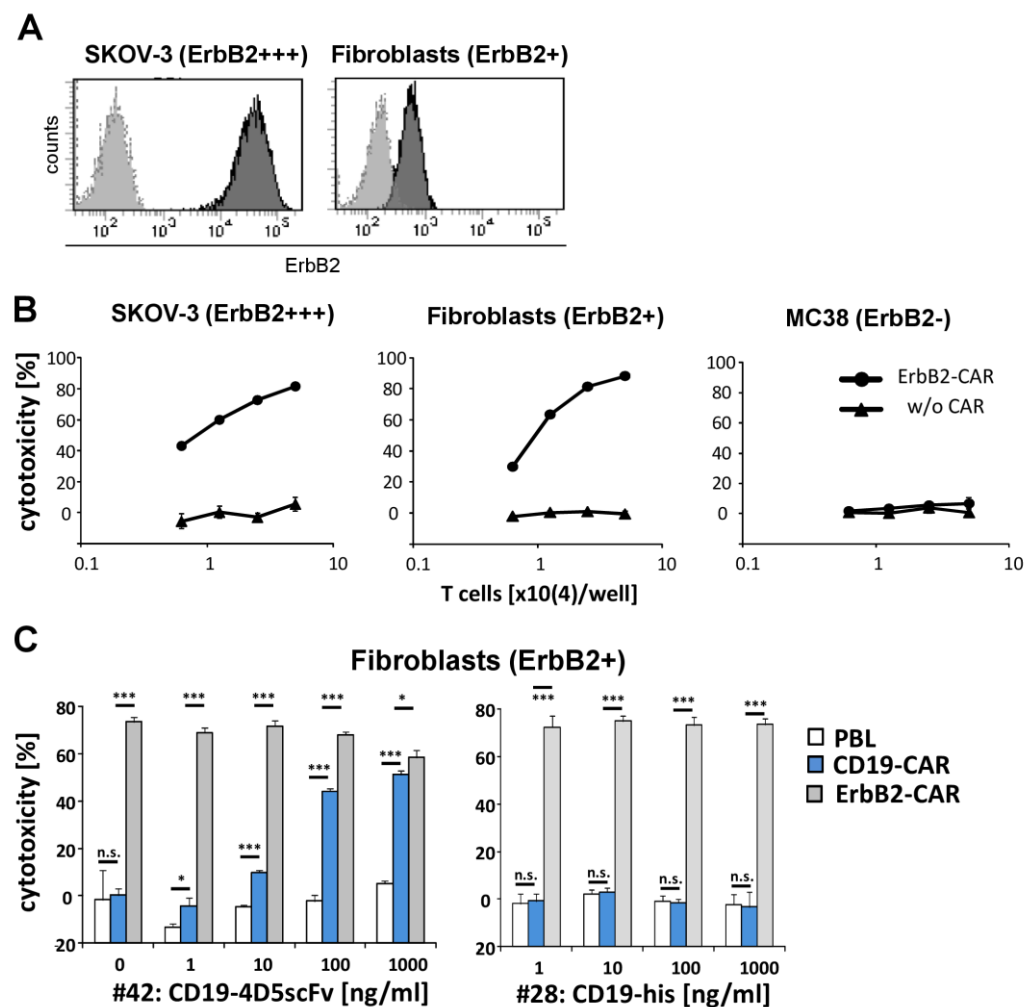 A
SKOV-3 (ErbB2+++) Fibroblasts (ErbB2+)
counts
10² 10³ 10⁴ 10⁵ 10² 10³ 10⁴ 10⁵
ErbB2
B
SKOV-3 (ErbB2+++) Fibroblasts (ErbB2+) MC38 (ErbB2-)
cytotoxicity [%]
100 100 100
80 80 80
60 60 60
40 40 40
20 20 20
0 0 0
ErbB2-CAR
w/o CAR
0.1 1 10 0.1 1 10 0.1 1 10
T cells [x10(4)/well]
C
Fibroblasts (ErbB2+)
cytotoxicity [%]
80 80
60 60
40 40
20 20
0 0
-20 20
n.s. *** * *** *** *** *** *** *** *
n.s. *** n.s. *** n.s. *** n.s. ***
PBL
CD19-CAR
ErbB2-CAR
0 1 10 100 1000 1 10 100 1000
#42: CD19-4D5scFv [ng/ml] #28: CD19-his [ng/ml]